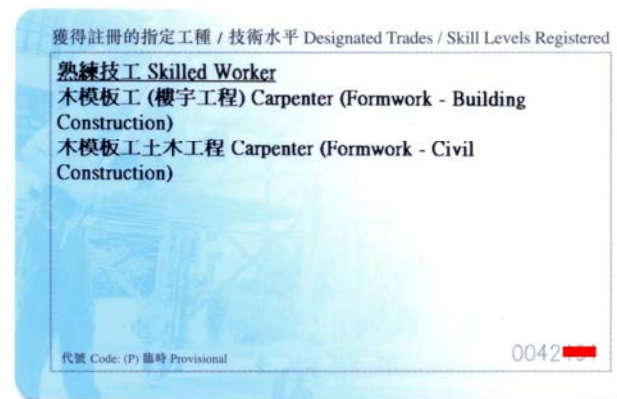 獲得註冊的指定工種 / 技術水平 Designated Trades / Skill Levels Registered
熟練技工 Skilled Worker
木模板工 (樓宇工程) Carpenter (Formwork - Building
Construction)
木模板工土木工程 Carpenter (Formwork - Civil
Construction)
代號 Code: (P) 臨時 Provisional
0042